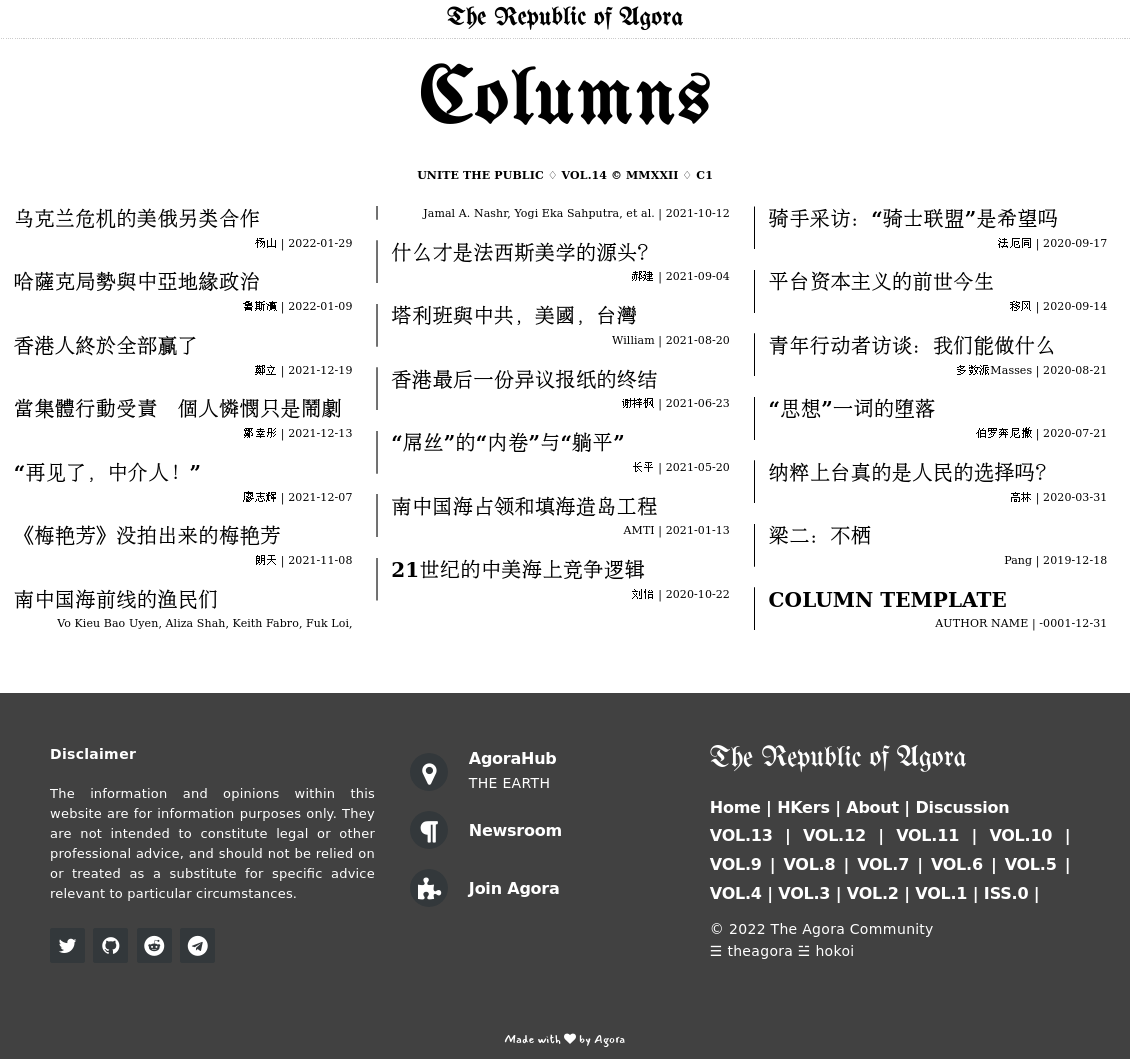 The Republic of Agora
Columns
UNITE THE PUBLIC ♢ VOL.14 © MMXXII ♢ C1
乌克兰危机的美俄另类合作
杨山 | 2022-01-29
哈薩克局勢與中亞地緣政治
魯斯濱 | 2022-01-09
香港人終於全部贏了
鄭立 | 2021-12-19
當集體行動受責　個人憐憫只是鬧劇
鄒幸彤 | 2021-12-13
“再见了，中介人！”
廖志辉 | 2021-12-07
《梅艳芳》没拍出来的梅艳芳
朗天 | 2021-11-08
南中国海前线的渔民们
Vo Kieu Bao Uyen, Aliza Shah, Keith Fabro, Fuk Loi,
Jamal A. Nashr, Yogi Eka Sahputra, et al. | 2021-10-12
什么才是法西斯美学的源头？
郝建 | 2021-09-04
塔利班與中共，美國，台灣
William | 2021-08-20
香港最后一份异议报纸的终结
谢梓枫 | 2021-06-23
“屌丝”的“内卷”与“躺平”
长平 | 2021-05-20
南中国海占领和填海造岛工程
AMTI | 2021-01-13
21世纪的中美海上竞争逻辑
刘怡 | 2020-10-22
骑手采访：“骑士联盟”是希望吗
法厄同 | 2020-09-17
平台资本主义的前世今生
移风 | 2020-09-14
青年行动者访谈：我们能做什么
多数派Masses | 2020-08-21
“思想”一词的堕落
伯罗奔尼撒 | 2020-07-21
纳粹上台真的是人民的选择吗？
高林 | 2020-03-31
梁二：不栖
Pang | 2019-12-18
COLUMN TEMPLATE
AUTHOR NAME | -0001-12-31
Disclaimer
The information and opinions within this
website are for information purposes only. They
are not intended to constitute legal or other
professional advice, and should not be relied on
or treated as a substitute for specific advice
relevant to particular circumstances.
AgoraHub
THE EARTH
Newsroom
Join Agora
The Republic of Agora
Home | HKers | About | Discussion
VOL.13 | VOL.12 | VOL.11 | VOL.10 |
VOL.9 | VOL.8 | VOL.7 | VOL.6 | VOL.5 |
VOL.4 | VOL.3 | VOL.2 | VOL.1 | ISS.0 |
© 2022 The Agora Community
☰ theagora ☱ hokoi
Made with ♥ by Agora